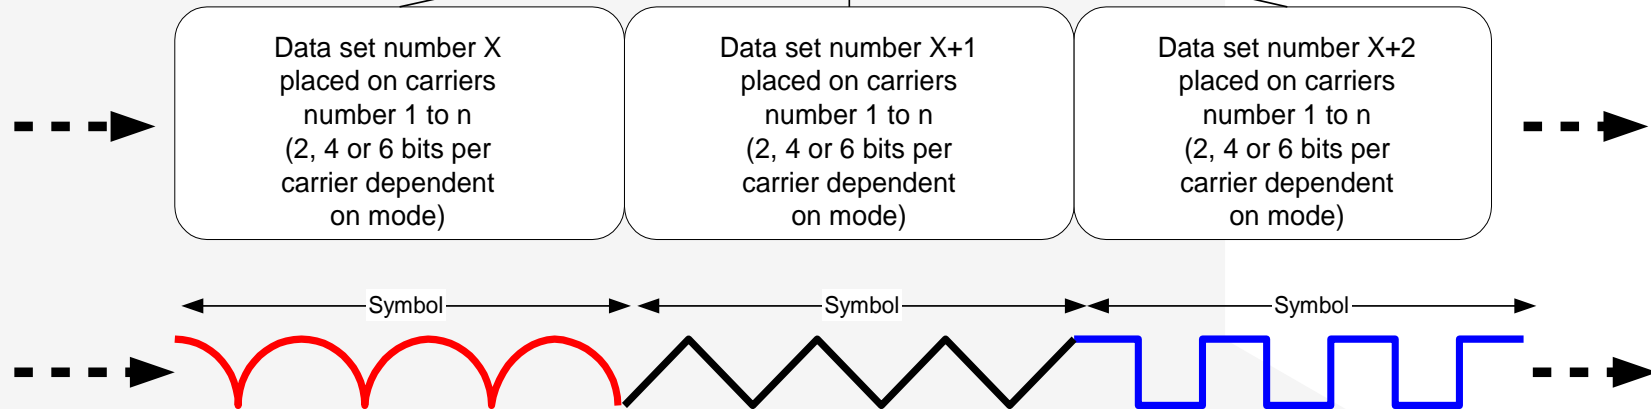 Data set number X
placed on carriers
number 1 to n
(2, 4 or 6 bits per
carrier dependent
on mode)
Data set number X+1
placed on carriers
number 1 to n
(2, 4 or 6 bits per
carrier dependent
on mode)
Data set number X+2
placed on carriers
number 1 to n
(2, 4 or 6 bits per
carrier dependent
on mode)
Symbol
Symbol
Symbol